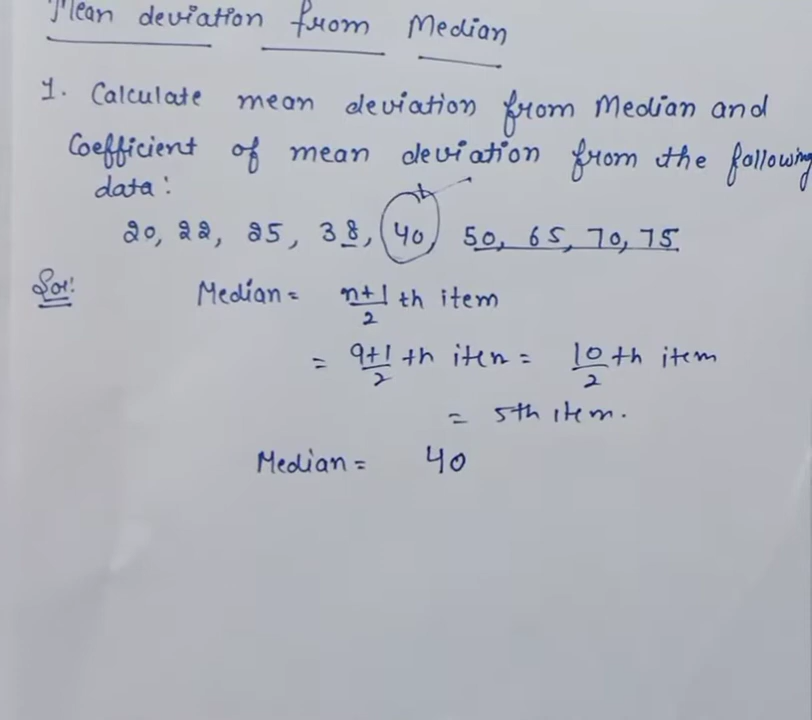 Mean deviation from Median
1. Calculate mean deviation from Median and
Coefficient of mean deviation from the following
data:
20, 22, 25, 38, 40, 50, 65, 70, 75
Sol:
Median = n+1/2 th item
= 9+1/2 th iten = 10/2 th item
= 5th item.
Median = 40